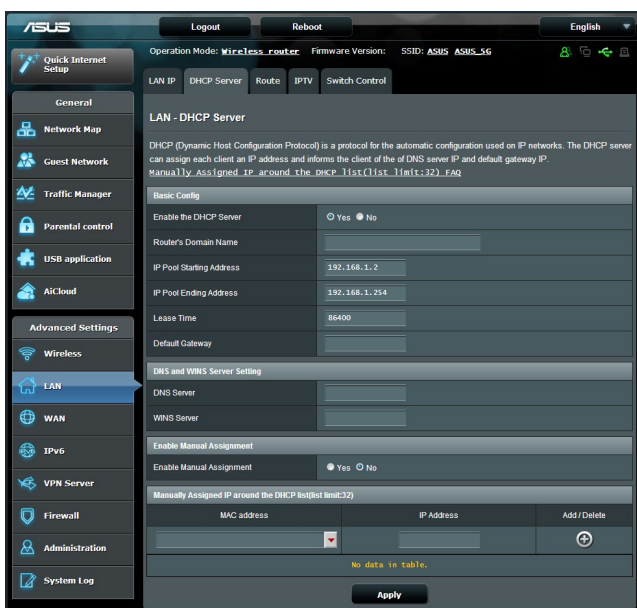 ASUS
Logout
Reboot
English
Operation Mode: Wireless router Firmware Version: SSID: ASUS ASUS_5G
Quick Internet
Setup
General
Network Map
Guest Network
Traffic Manager
Parental control
USB application
AiCloud
Advanced Settings
Wireless
LAN
WAN
IPv6
VPN Server
Firewall
Administration
System Log
LAN IP
DHCP Server
Route
IPTV
Switch Control
LAN - DHCP Server
DHCP (Dynamic Host Configuration Protocol) is a protocol for the automatic configuration used on IP networks. The DHCP server
can assign each client an IP address and informs the client of the of DNS server IP and default gateway IP.
Manually Assigned IP around the DHCP list(list limit:32) FAQ
Basic Config
Enable the DHCP Server Yes No
Router's Domain Name
IP Pool Starting Address 192.168.1.2
IP Pool Ending Address 192.168.1.254
Lease Time 86400
Default Gateway
DNS and WINS Server Setting
DNS Server
WINS Server
Enable Manual Assignment
Enable Manual Assignment Yes No
Manually Assigned IP around the DHCP list(list limit:32)
MAC address IP Address Add / Delete
No data in table.
Apply